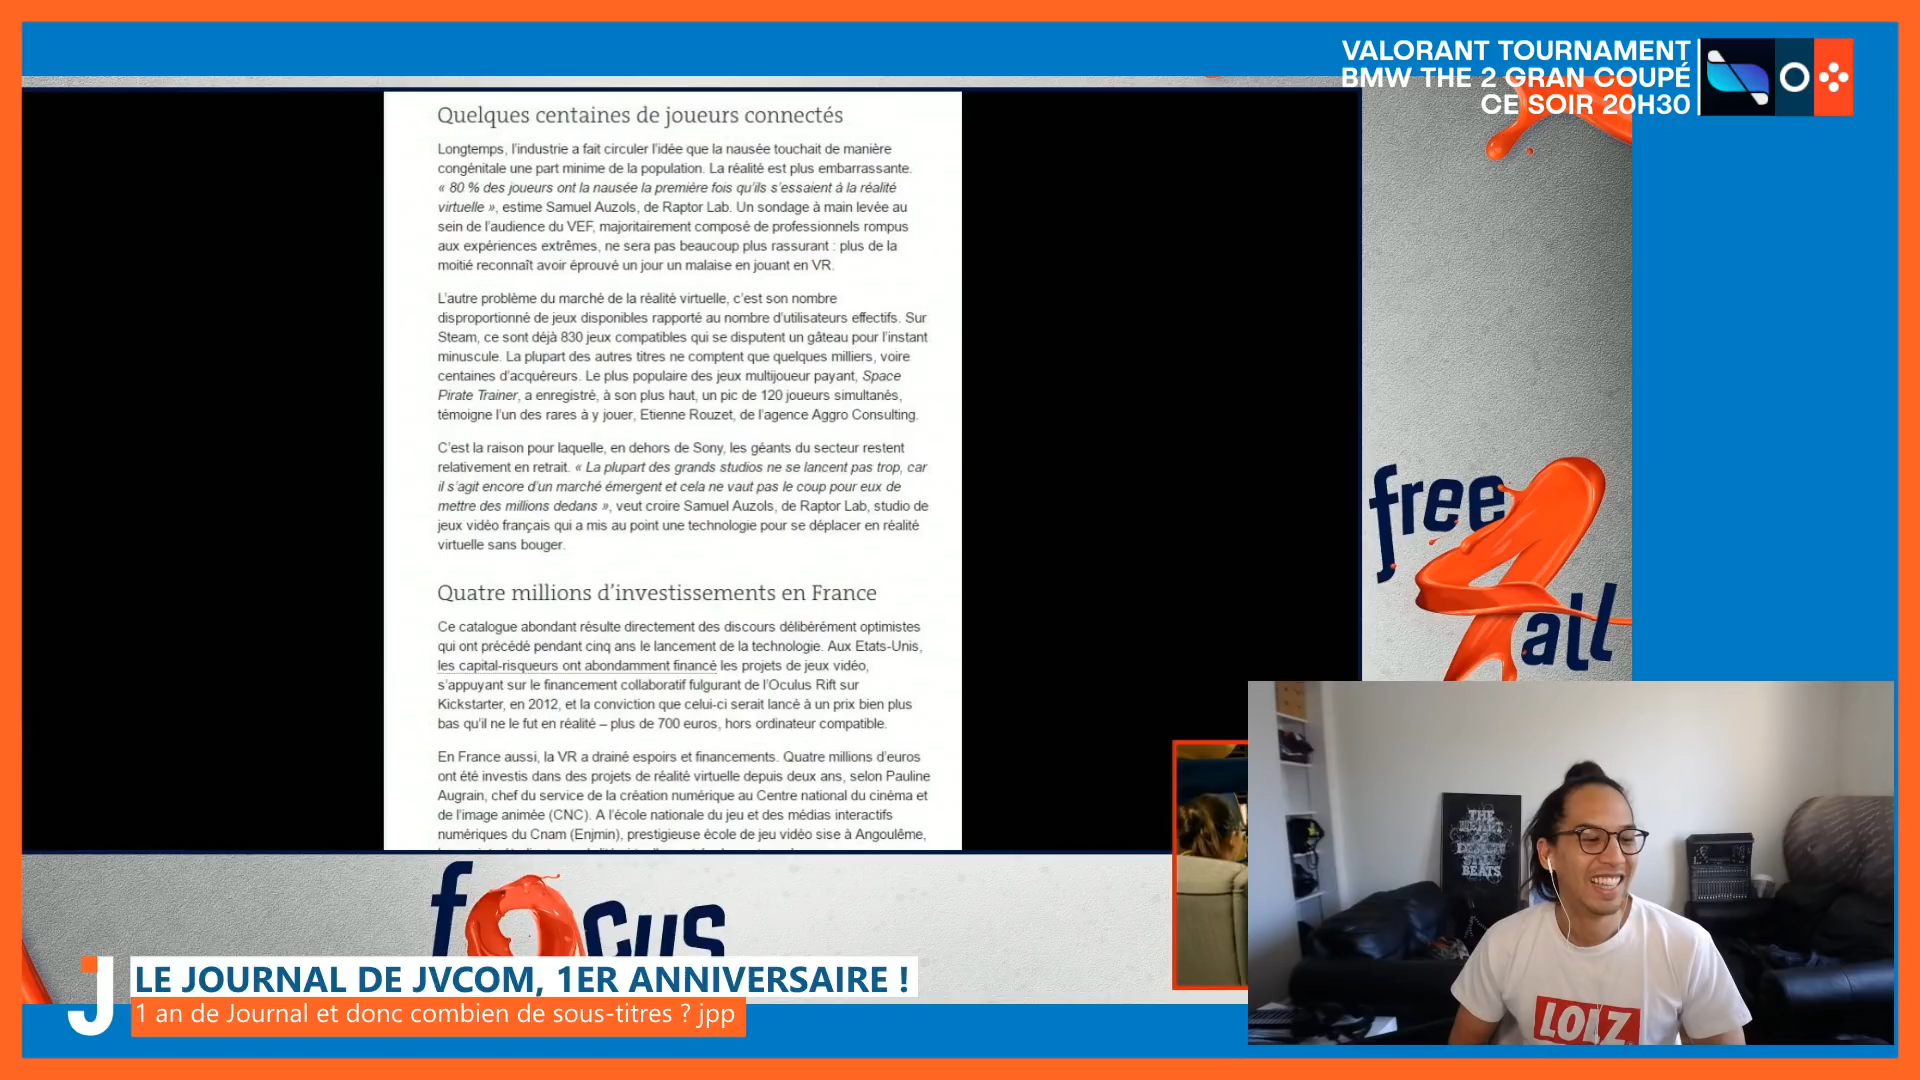 VALORANT TOURNAMENT
BMW THE 2 GRAN COUPÉ
CE SOIR 20H30
Quelques centaines de joueurs connectés
Longtemps, l'industrie a fait circuler l'idée que la nausée touchait de manière
congénitale une part minime de la population. La réalité est plus embarrassante.
« 80 % des joueurs ont la nausée la première fois qu'ils s'essaient à la réalité
virtuelle », estime Samuel Auzols, de Raptor Lab. Un sondage à main levée au
sein de l'audience du VEF, majoritairement composé de professionnels rompus
aux expériences extrêmes, ne sera pas beaucoup plus rassurant : plus de la
moitié reconnaît avoir éprouvé un jour un malaise en jouant en VR.
L'autre problème du marché de la réalité virtuelle, c'est son nombre
disproportionné de jeux disponibles rapporté au nombre d'utilisateurs effectifs. Sur
Steam, ce sont déjà 830 jeux compatibles qui se disputent un gâteau pour l'instant
minuscule. La plupart des autres titres ne comptent que quelques milliers, voire
centaines d'acquéreurs. Le plus populaire des jeux multijoueur payant, Space
Pirate Trainer, a enregistré, à son plus haut, un pic de 120 joueurs simultanés,
témoigne l'un des rares à y jouer, Etienne Rouzet, de l'agence Aggro Consulting.
C'est la raison pour laquelle, en dehors de Sony, les géants du secteur restent
relativement en retrait. « La plupart des grands studios ne se lancent pas trop, car
il s'agit encore d'un marché émergent et cela ne vaut pas le coup pour eux de
mettre des millions dedans », veut croire Samuel Auzols, de Raptor Lab, studio de
jeux vidéo français qui a mis au point une technologie pour se déplacer en réalité
virtuelle sans bouger.
Quatre millions d'investissements en France
Ce catalogue abondant résulte directement des discours délibérément optimistes
qui ont précédé pendant cinq ans le lancement de la technologie. Aux Etats-Unis,
les capital-risqueurs ont abondamment financé les projets de jeux vidéo,
s'appuyant sur le financement collaboratif fulgurant de l'Oculus Rift sur
Kickstarter, en 2012, et la conviction que celui-ci serait lancé à un prix bien plus
bas qu'il ne le fut en réalité – plus de 700 euros, hors ordinateur compatible.
En France aussi, la VR a drainé espoirs et financements. Quatre millions d'euros
ont été investis dans des projets de réalité virtuelle depuis deux ans, selon Pauline
Augrain, chef du service de la création numérique au Centre national du cinéma et
de l'image animée (CNC). A l'école nationale du jeu et des médias interactifs
numériques du Cnam (Enjmin), prestigieuse école de jeu vidéo sise à Angoulême,
free
4
all
focus
THE
HEART
OF
DESIGN
STILL
BEATS
LOLZ
J
LE JOURNAL DE JVCOM, 1ER ANNIVERSAIRE !
1 an de Journal et donc combien de sous-titres ? jpp